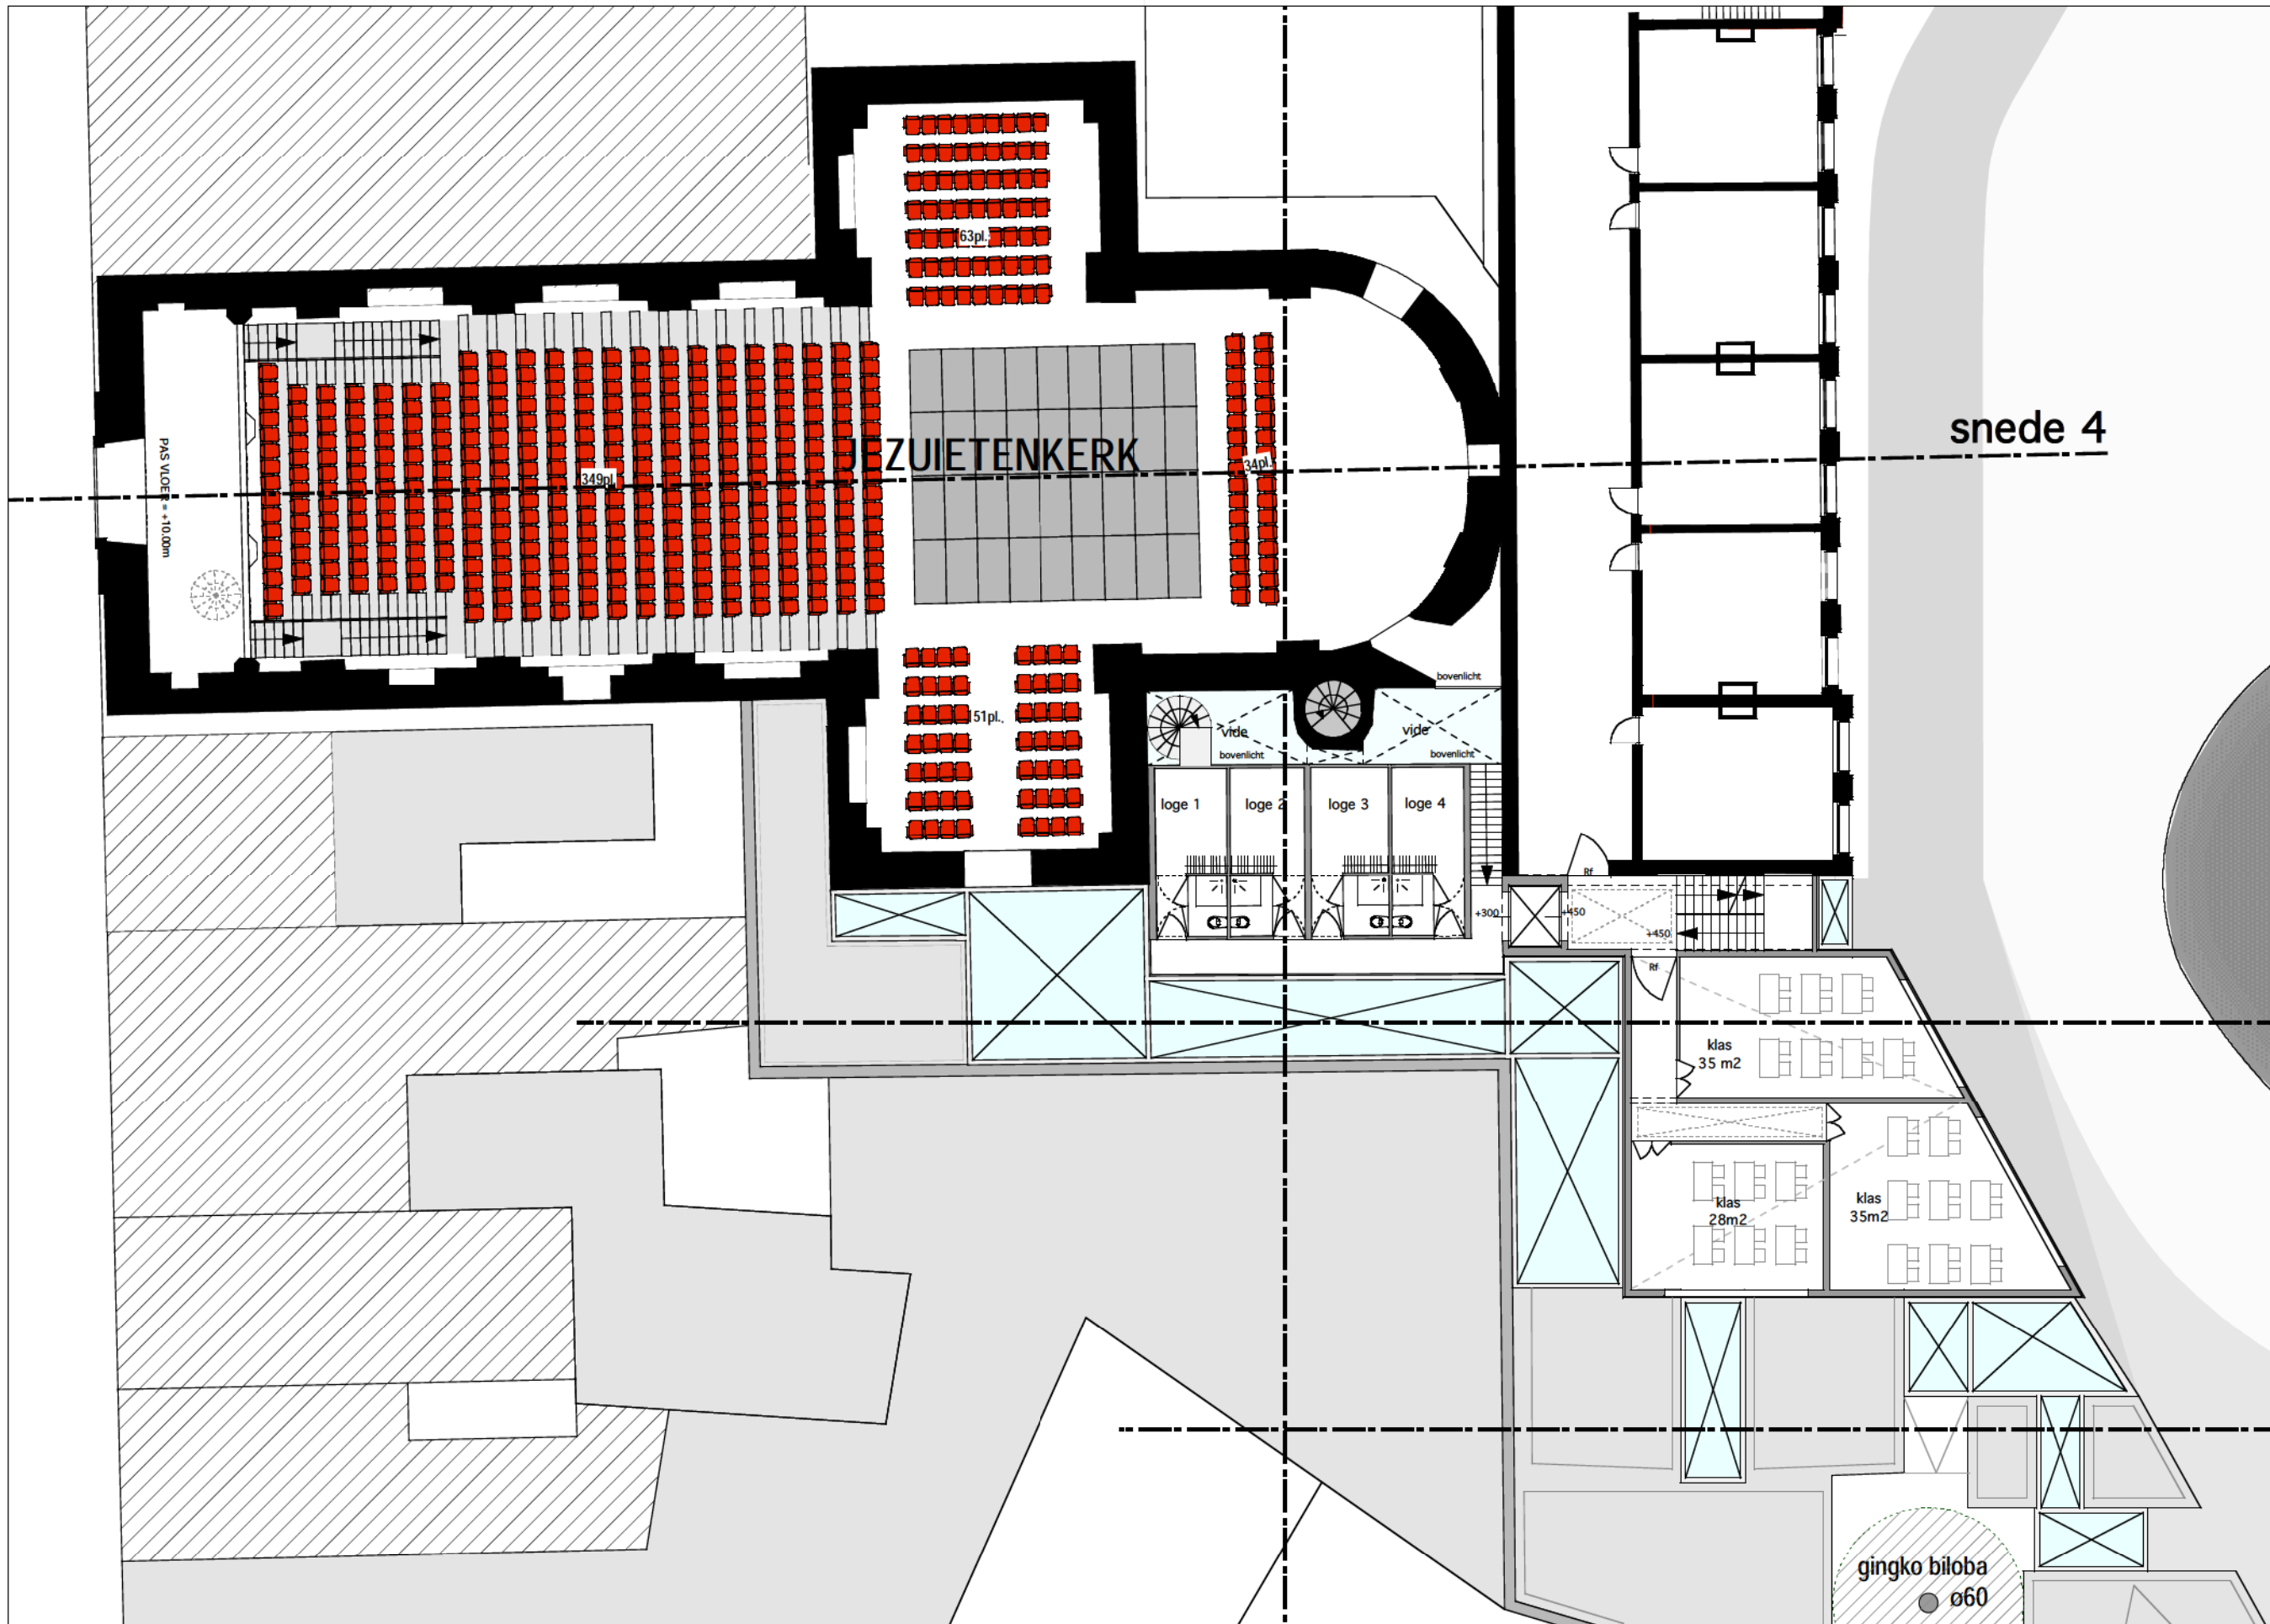 63pl.
snede 4
JEZUIETENKERK
34pl.
349pl.
PAS VLOER = +10.00m
bovenlicht
51pl.
vide
vide
bovenlicht
bovenlicht
loge 1
loge 2
loge 3
loge 4
Rf
+300
+450
+450
Rf
klas
35 m2
klas
28m2
klas
35m2
gingko biloba
ø60